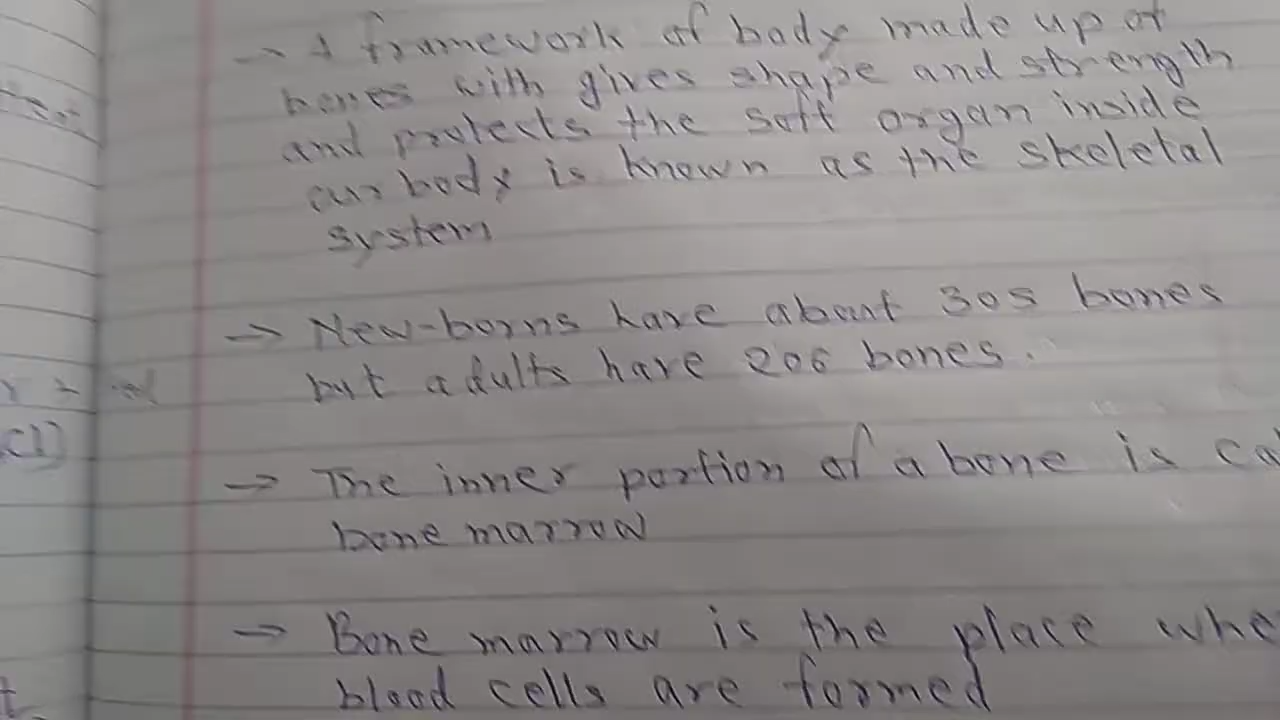 → A framework of body made up of
bones with gives shape and strength
and protects the soft organ inside
our body is known as the skeletal
system
→ New-borns have about 305 bones
but adults have 206 bones.
→ The inner portion of a bone is ca
bone marrow
→ Bone marrow is the place whe
blood cells are formed